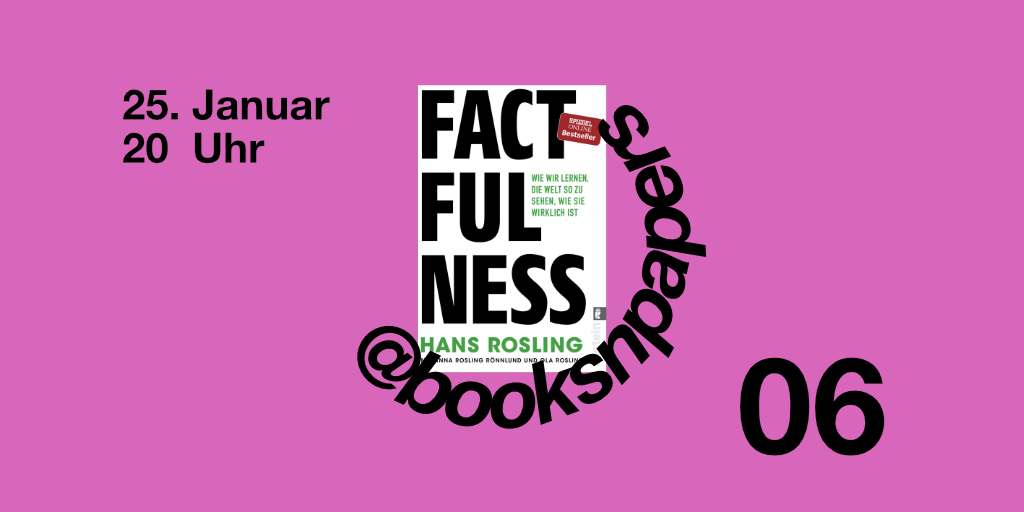 25. Januar
20 Uhr
FACT
FUL
NESS
SPIEGEL
ONLINE
Bestseller
WIE WIR LERNEN,
DIE WELT SO ZU
SEHEN, WIE SIE
WIRKLICH IST
HANS ROSLING
ANNA ROSLING RÖNNLUND UND OLA ROSLING
@booksnpapers
06